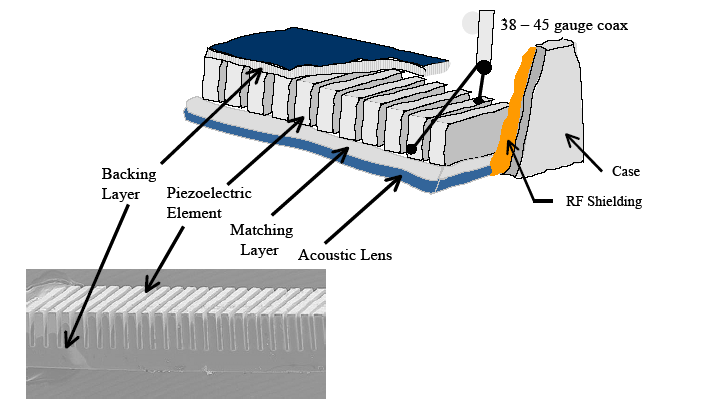 38 – 45 gauge coax
Case
RF Shielding
Backing
Layer
Piezoelectric
Element
Matching
Layer
Acoustic Lens